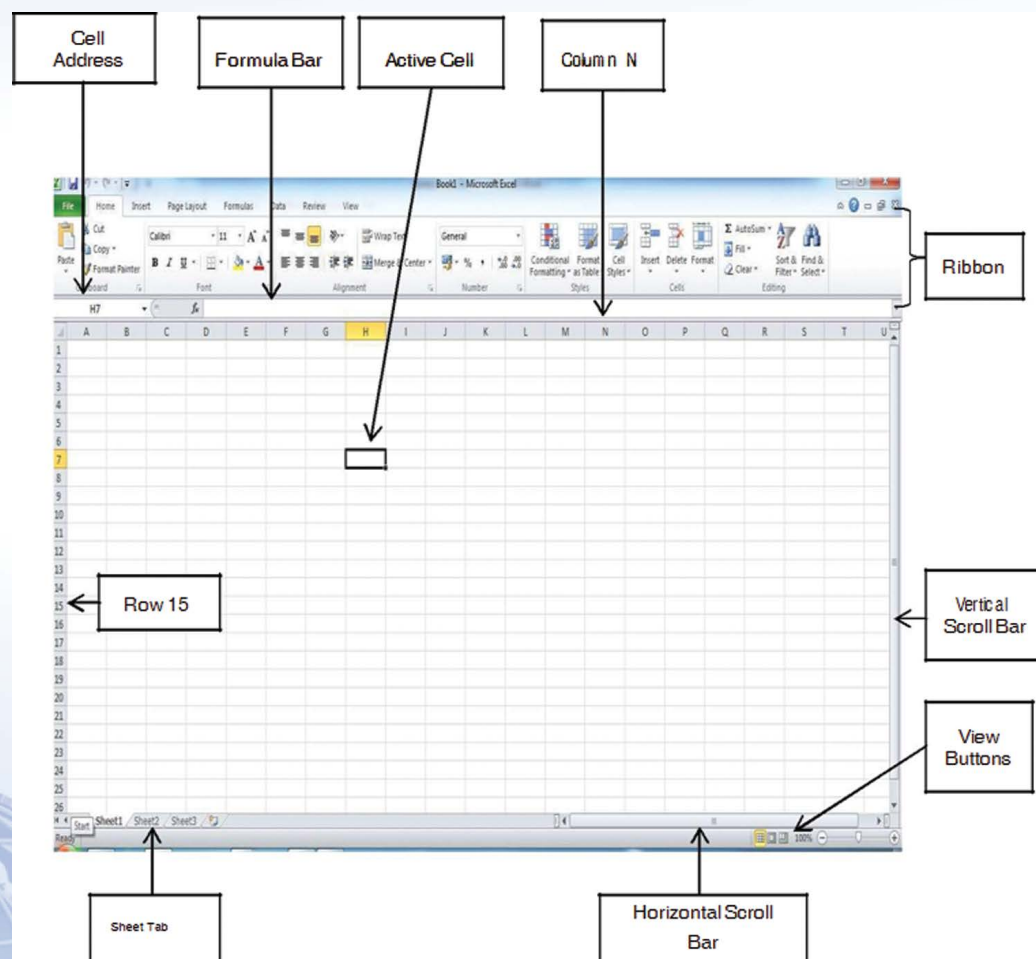 Cell
Address
Formula Bar
Active Cell
Column N
Book1 - Microsoft Excel
File Home Insert Page Layout Formulas Data Review View
Cut
Copy
Format Painter
Paste
Calibri 11
Wrap Text
General
Merge & Center
B I U
Conditional Formatting
Format as Table
Cell Styles
Insert Delete Format
Σ AutoSum
Fill
Clear
Sort & Filter
Find & Select
Font Alignment Number Styles Cells Editing
Ribbon
H7 fx
A B C D E F G H I J K L M N O P Q R S T U
1
2
3
4
5
6
7
8
9
10
11
12
13
14
15
Row 15
16
17
18
19
20
21
22
23
24
25
26
Vertical
Scroll Bar
View
Buttons
Start
Sheet1 Sheet2 Sheet3
Ready
100%
Sheet Tab
Horizontal Scroll
Bar